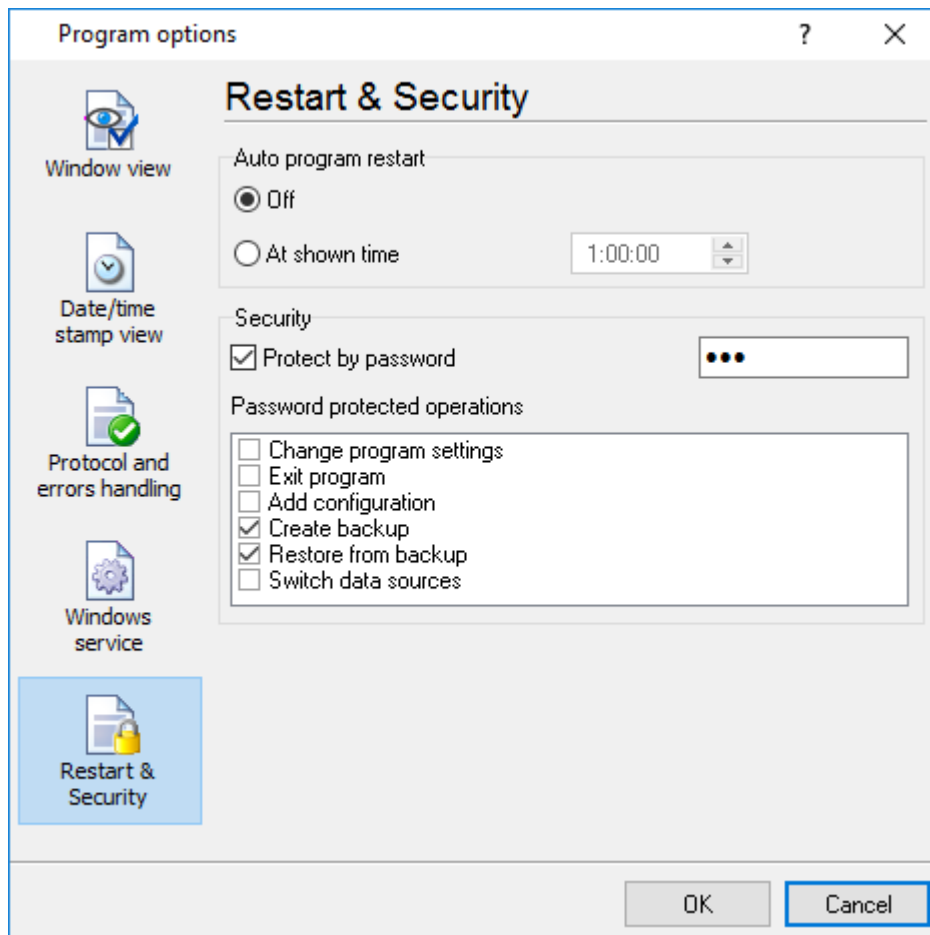 Program options
?
Window view
Date/time
stamp view
Protocol and
errors handling
Windows
service
Restart &
Security
Restart & Security
Auto program restart
Off
At shown time
1:00:00
Security
Protect by password
•••
Password protected operations
Change program settings
Exit program
Add configuration
Create backup
Restore from backup
Switch data sources
OK
Cancel